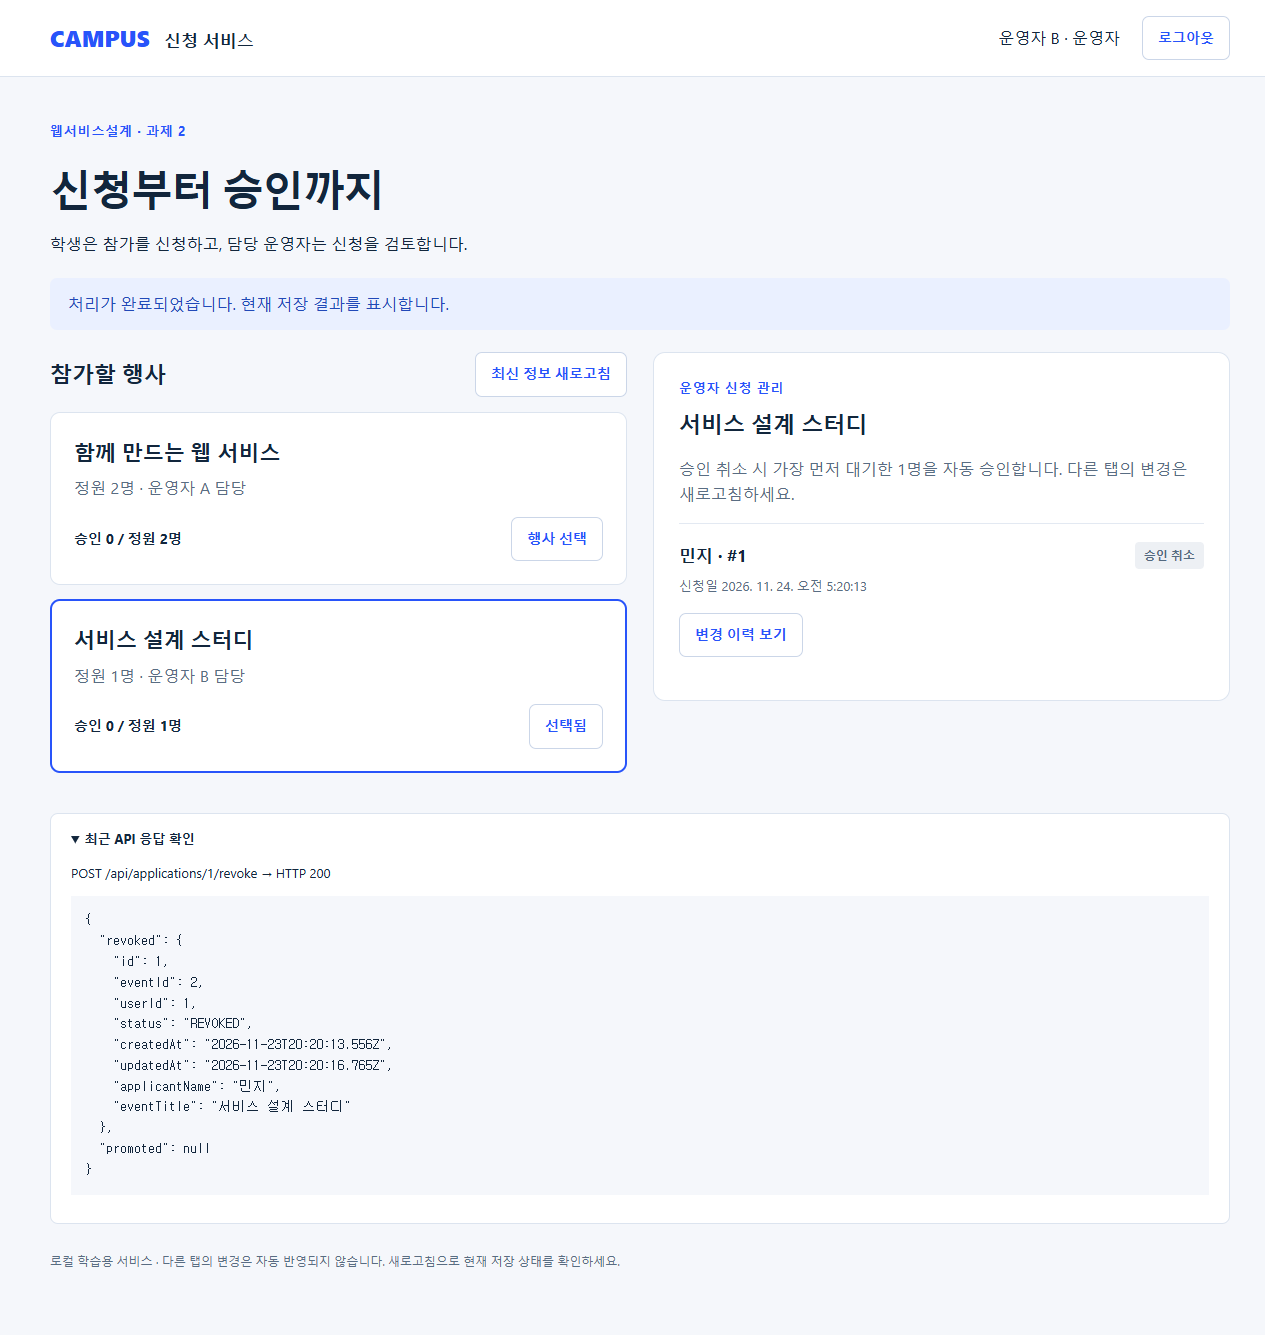 CAMPUS 신청 서비스
운영자 B · 운영자
로그아웃
웹서비스설계 · 과제 2
신청부터 승인까지
학생은 참가를 신청하고, 담당 운영자는 신청을 검토합니다.
처리가 완료되었습니다. 현재 저장 결과를 표시합니다.
참가할 행사
최신 정보 새로고침
함께 만드는 웹 서비스
정원 2명 · 운영자 A 담당
승인 0 / 정원 2명
행사 선택
서비스 설계 스터디
정원 1명 · 운영자 B 담당
승인 0 / 정원 1명
선택됨
운영자 신청 관리
서비스 설계 스터디
승인 취소 시 가장 먼저 대기한 1명을 자동 승인합니다. 다른 탭의 변경은
새로고침하세요.
민지 · #1
승인 취소
신청일 2026. 11. 24. 오전 5:20:13
변경 이력 보기
▼ 최근 API 응답 확인
POST /api/applications/1/revoke → HTTP 200
{
  "revoked": {
    "id": 1,
    "eventId": 2,
    "userId": 1,
    "status": "REVOKED",
    "createdAt": "2026-11-23T20:20:13.556Z",
    "updatedAt": "2026-11-23T20:20:16.765Z",
    "applicantName": "민지",
    "eventTitle": "서비스 설계 스터디"
  },
  "promoted": null
}
로컬 학습용 서비스 · 다른 탭의 변경은 자동 반영되지 않습니다. 새로고침으로 현재 저장 상태를 확인하세요.